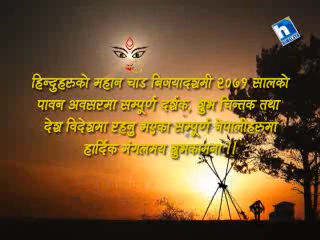 हिन्दुहरुको महान चाड बिजयादशमी २०७१ सालको
पावन अवसरमा सम्पूर्ण दर्शक, शुभ चिन्तक तथा
देश विदेशमा रहनु भएका सम्पूर्ण नेपालीहरुमा
हार्दिक मंगलमय शुभकामना !!